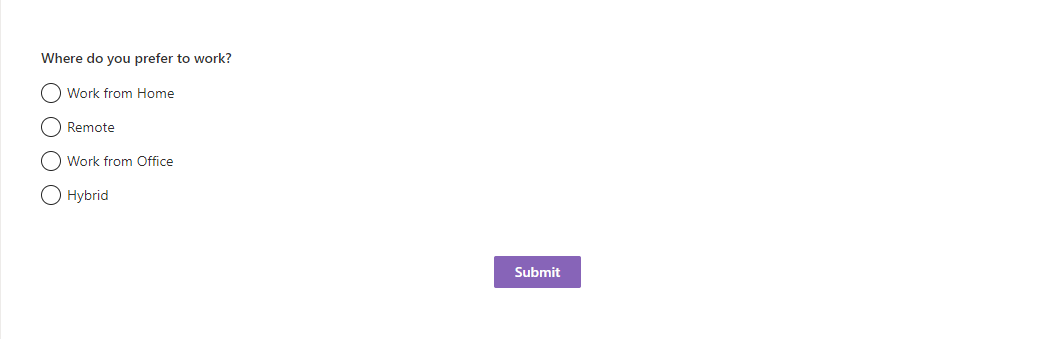 Where do you prefer to work?
Work from Home
Remote
Work from Office
Hybrid
Submit